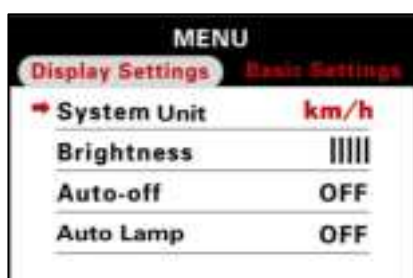 MENU
Display Settings Basic Settings
System Unit km/h
Brightness |||||
Auto-off OFF
Auto Lamp OFF